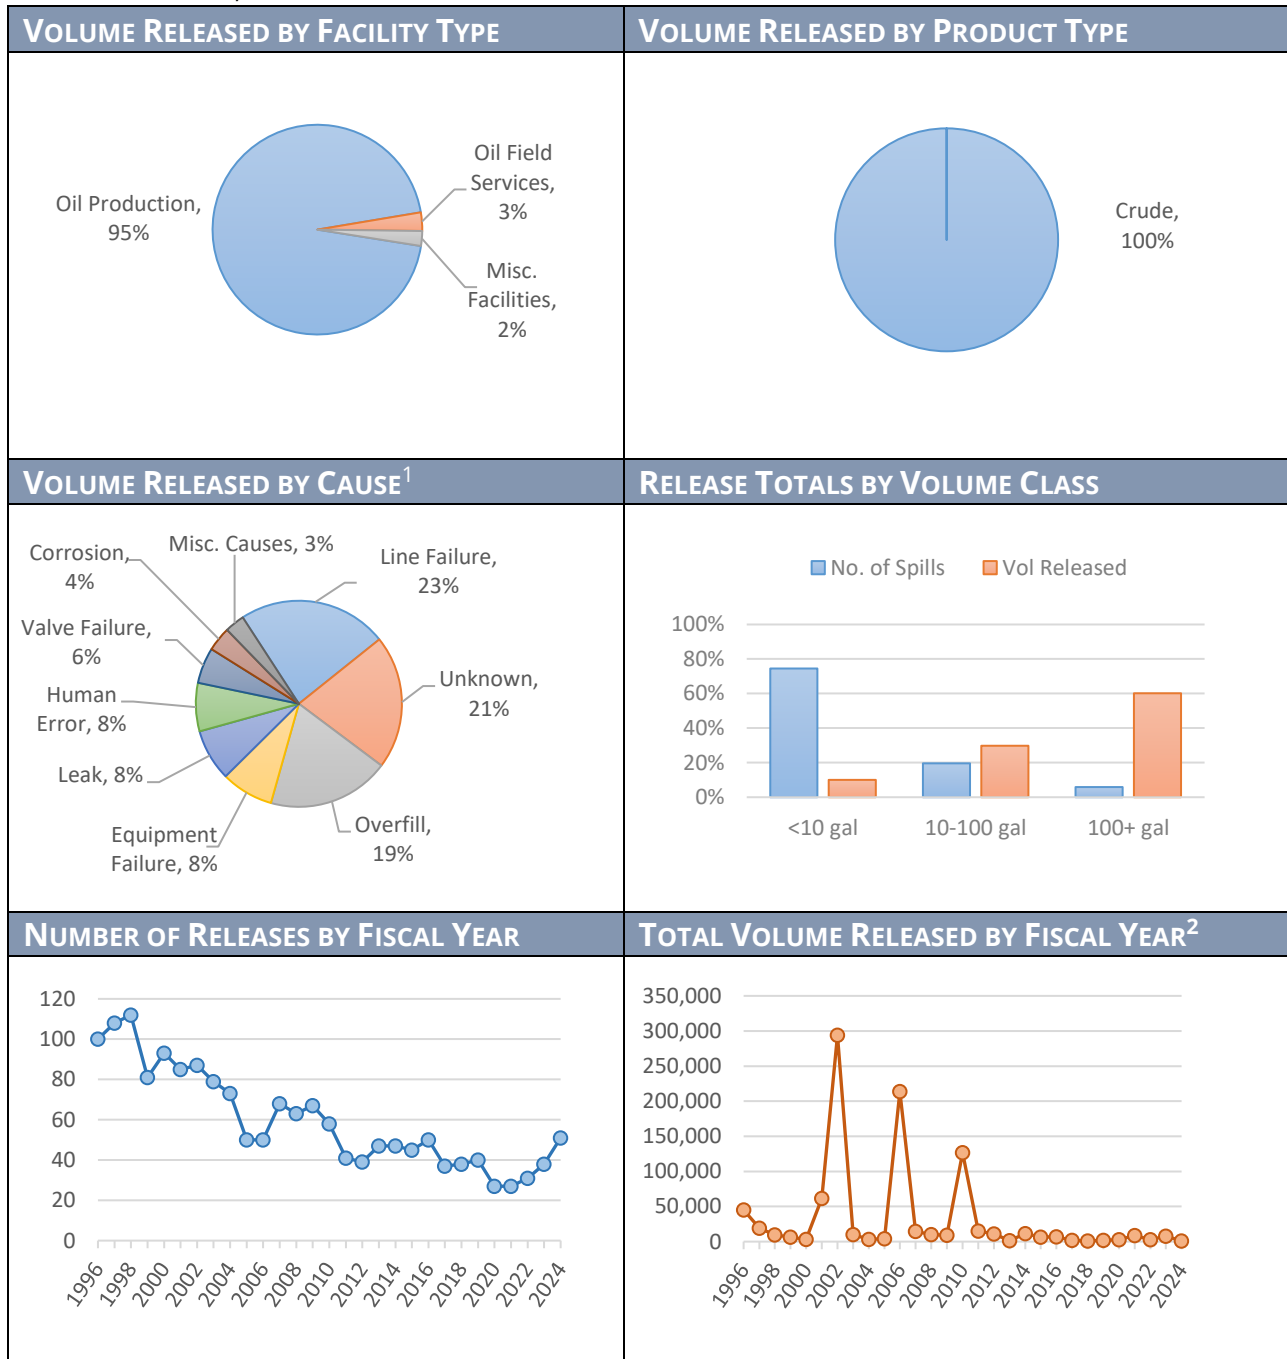 VOLUME RELEASED BY FACILITY TYPE
Oil Production,
95%
Oil Field
Services,
3%
Misc.
Facilities,
2%
VOLUME RELEASED BY PRODUCT TYPE
Crude,
100%
VOLUME RELEASED BY CAUSE1
Misc. Causes, 3%
Line Failure,
23%
Corrosion,
4%
Valve Failure,
6%
Human
Error, 8%
Leak, 8%
Equipment
Failure, 8%
Overfill,
19%
Unknown,
21%
RELEASE TOTALS BY VOLUME CLASS
No. of Spills
Vol Released
100%
80%
60%
40%
20%
0%
<10 gal
10-100 gal
100+ gal
NUMBER OF RELEASES BY FISCAL YEAR
120
100
80
60
40
20
0
1996
1998
2000
2002
2004
2006
2008
2010
2012
2014
2016
2018
2020
2022
2024
TOTAL VOLUME RELEASED BY FISCAL YEAR2
350,000
300,000
250,000
200,000
150,000
100,000
50,000
0
1996
1998
2000
2002
2004
2006
2008
2010
2012
2014
2016
2018
2020
2022
2024